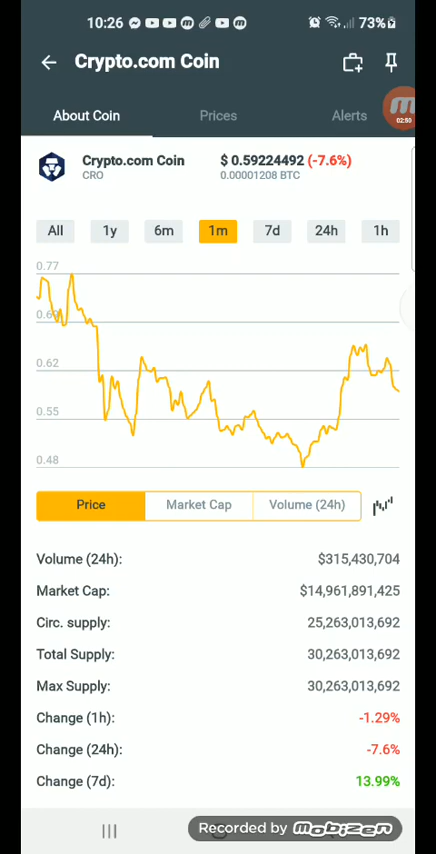 10:26 73%
Crypto.com Coin
About Coin Prices Alerts
02:50
Crypto.com Coin $ 0.59224492 (-7.6%)
CRO 0.00001208 BTC
All 1y 6m 1m 7d 24h 1h
0.77
0.69
0.62
0.55
0.48
Price Market Cap Volume (24h)
Volume (24h): $315,430,704
Market Cap: $14,961,891,425
Circ. supply: 25,263,013,692
Total Supply: 30,263,013,692
Max Supply: 30,263,013,692
Change (1h): -1.29%
Change (24h): -7.6%
Change (7d): 13.99%
Recorded by mobizen